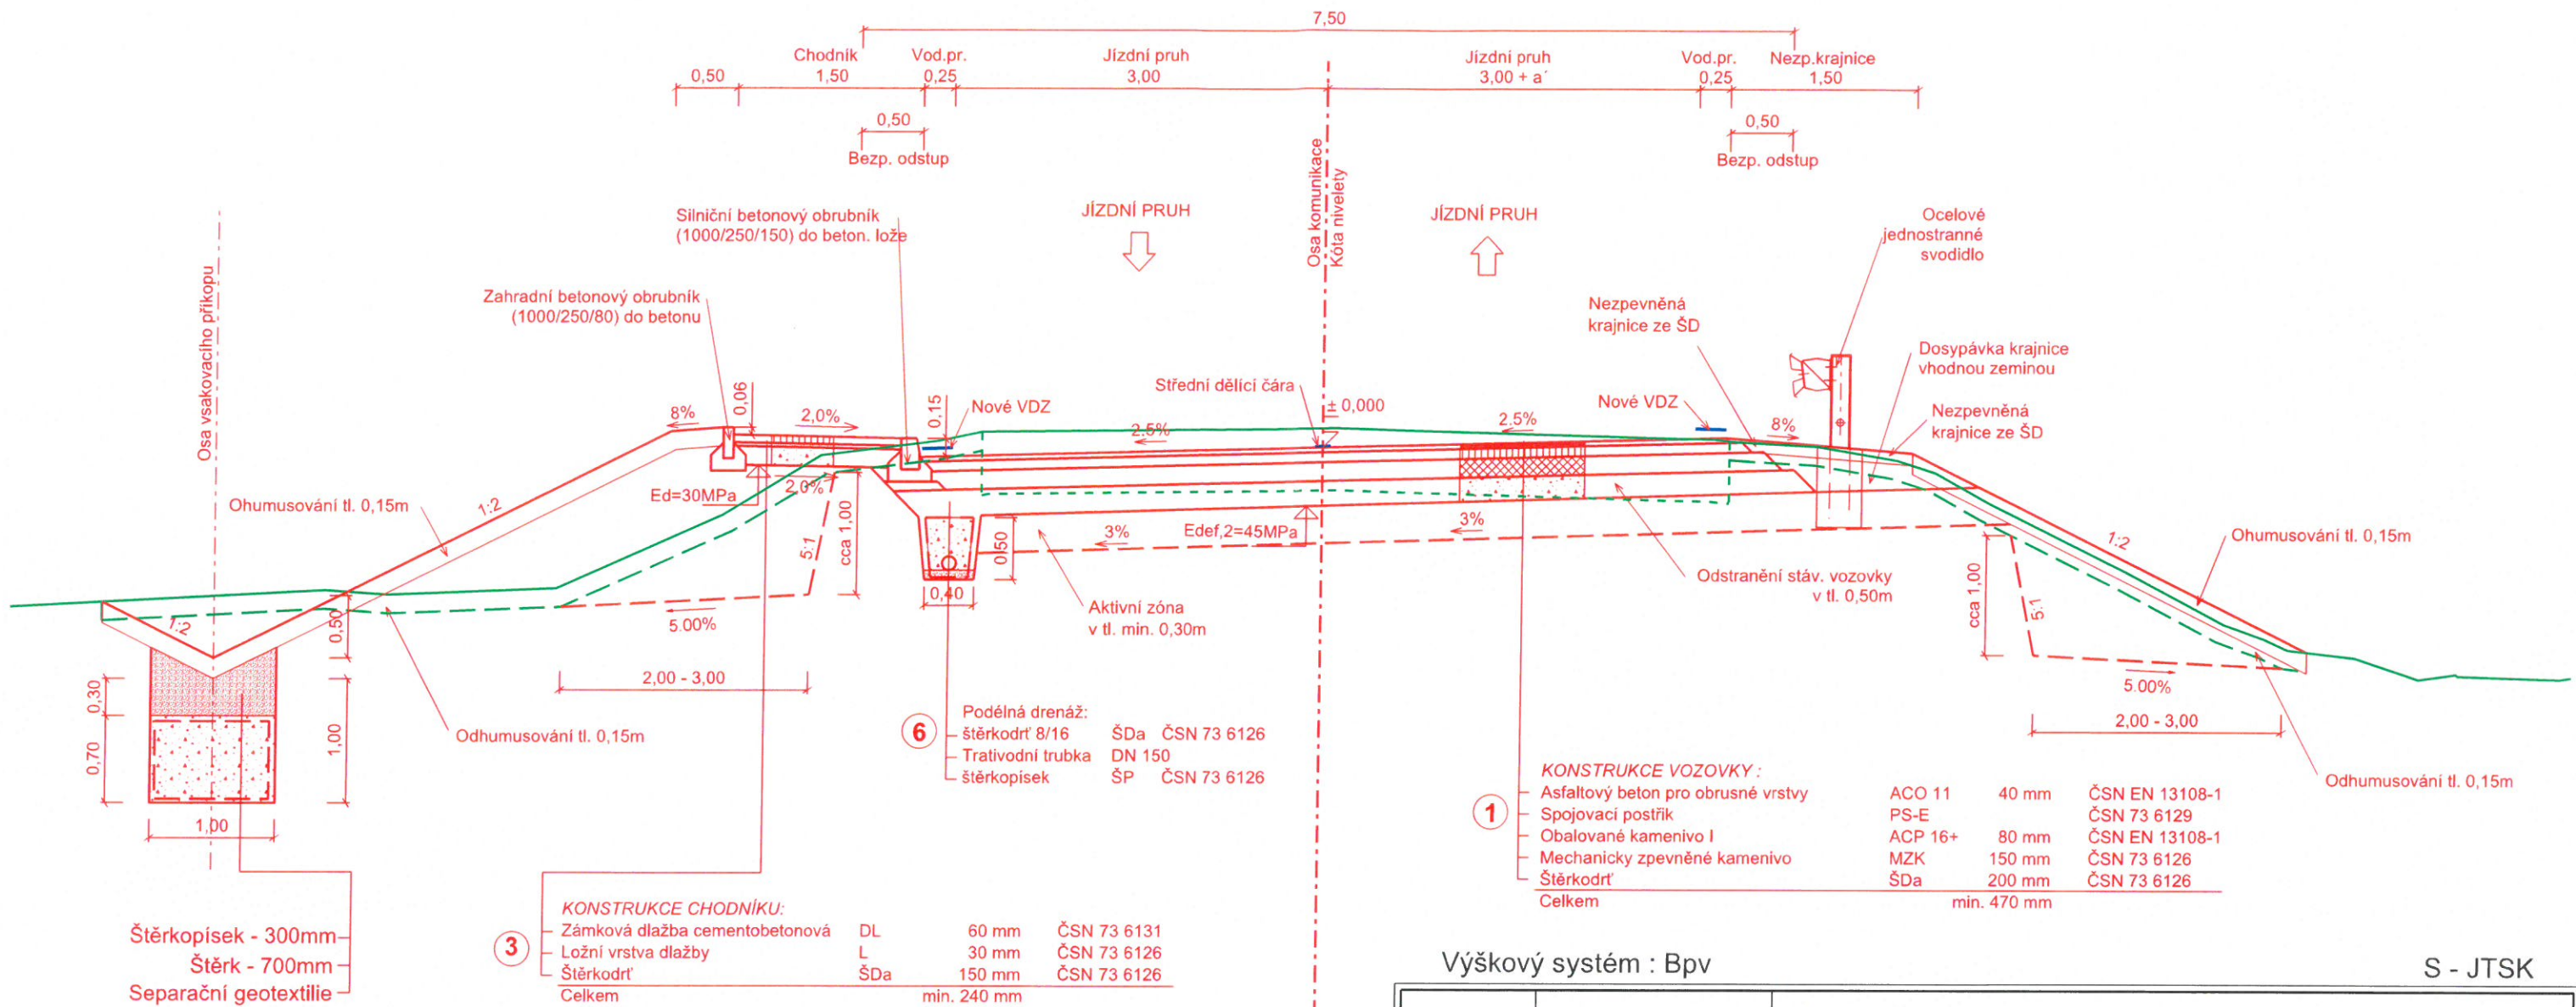 7,50
Chodník
Vod.pr.
Jízdní pruh
Jízdní pruh
Vod.pr.
Nezp.krajnice
0,50
1,50
0,25
3,00
3,00 + a´
0,25
1,50
0,50
Bezp. odstup
0,50
Bezp. odstup
Osa komunikace
Kóta nivelety
Osa vsakovacího příkopu
Silniční betonový obrubník
(1000/250/150) do beton. lože
JÍZDNÍ PRUH
JÍZDNÍ PRUH
Ocelové
jednostranné
svodidlo
Zahradní betonový obrubník
(1000/250/80) do betonu
Nezpevněná
krajnice ze ŠD
Dosypávka krajnice
vhodnou zeminou
Střední dělící čára
± 0,000
Nové VDZ
Nové VDZ
Nezpevněná
krajnice ze ŠD
8%
0,06
2,0%
0,15
2.5%
2.5%
8%
Ed=30MPa
2,0%
Ohumusování tl. 0,15m
1:2
5:1
cca 1,00
0,50
0,40
3%
Edef,2=45MPa
3%
Odstranění stáv. vozovky
v tl. 0,50m
1:2
Ohumusování tl. 0,15m
cca 1,00
5:1
Aktivní zóna
v tl. min. 0,30m
1:2
0,50
5.00%
2,00 - 3,00
5.00%
2,00 - 3,00
0,30
0,70
1,00
1,00
Odhumusování tl. 0,15m
Odhumusování tl. 0,15m
6
Podélná drenáž:
štěrkodrť 8/16 ŠDa ČSN 73 6126
Trativodní trubka DN 150
štěrkopísek ŠP ČSN 73 6126
1
KONSTRUKCE VOZOVKY :
Asfaltový beton pro obrusné vrstvy ACO 11 40 mm ČSN EN 13108-1
Spojovací postřik PS-E ČSN 73 6129
Obalované kamenivo I ACP 16+ 80 mm ČSN EN 13108-1
Mechanicky zpevněné kamenivo MZK 150 mm ČSN 73 6126
Štěrkodrť ŠDa 200 mm ČSN 73 6126
Celkem min. 470 mm
3
KONSTRUKCE CHODNÍKU:
Zámková dlažba cementobetonová DL 60 mm ČSN 73 6131
Ložní vrstva dlažby L 30 mm ČSN 73 6126
Štěrkodrť ŠDa 150 mm ČSN 73 6126
Celkem min. 240 mm
Štěrkopísek - 300mm
Štěrk - 700mm
Separační geotextilie
Výškový systém : Bpv
S - JTSK